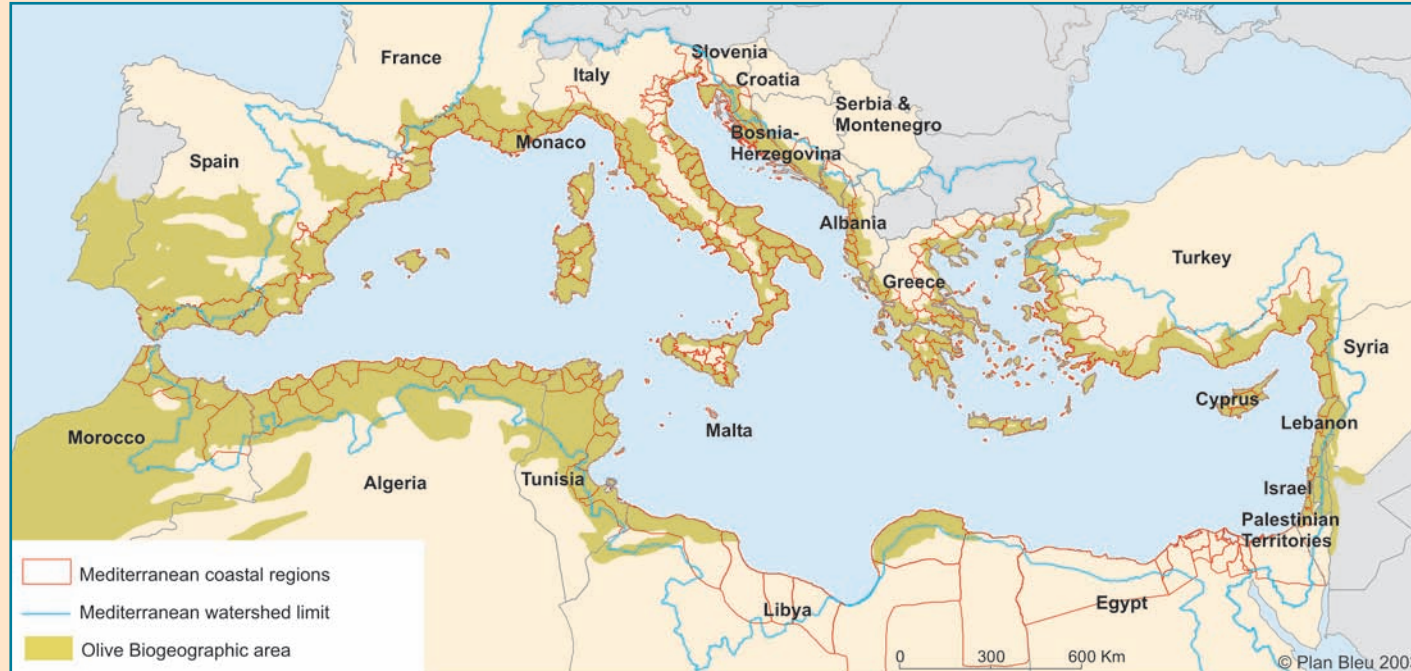 Slovenia
France
Italy
Croatia
Serbia &
Montenegro
Bosnia-
Herzegovina
Monaco
Spain
Albania
Greece
Turkey
Syria
Cyprus
Lebanon
Malta
Morocco
Algeria
Tunisia
Israel
Palestinian
Territories
Libya
Egypt
Mediterranean coastal regions
Mediterranean watershed limit
Olive Biogeographic area
0 300 600 Km
© Plan Bleu 200